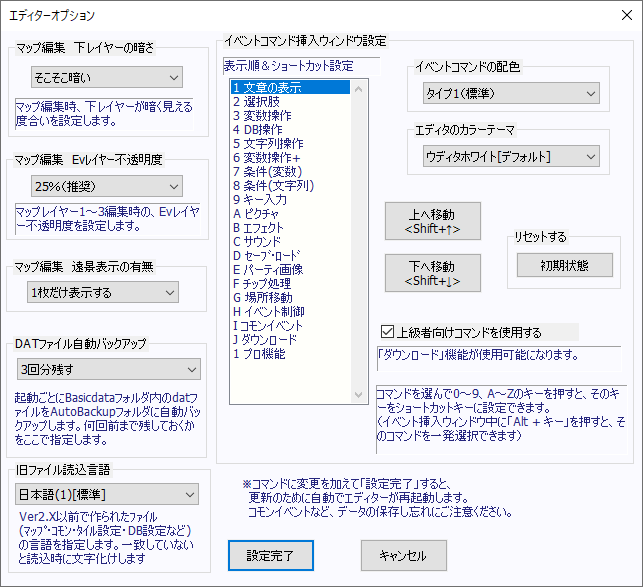 エディターオプション
マップ編集　下レイヤーの暗さ
そこそこ暗い
マップ編集時、下レイヤーが暗く見える
度合いを設定します。
マップ編集　Evレイヤー不透明度
25%(推奨)
マップレイヤー1～3編集時の、Evレイヤ
ー不透明度を設定します。
マップ編集　遠景表示の有無
1枚だけ表示する
DATファイル自動バックアップ
3回分残す
起動ごとにBasicdataフォルダ内のdatフ
ァイルをAutoBackupフォルダに自動バッ
クアップします。何回前まで残しておくか
をここで指定します。
旧ファイル読込言語
日本語(1)[標準]
Ver2.X以前で作られたファイル
(マップ･コモン･タイル設定・DB設定など)
の言語を指定します。一致していない
と読込時に文字化けします
イベントコマンド挿入ウィンドウ設定
表示順＆ショートカット設定
1 文章の表示
2 選択肢
3 変数操作
4 DB操作
5 文字列操作
6 変数操作+
7 条件(変数)
8 条件(文字列)
9 キー入力
A ピクチャ
B エフェクト
C サウンド
D セーブ･ロード
E パーティ画像
F チップ処理
G 場所移動
H イベント制御
I コモンイベント
J ダウンロード
1 プロ機能
イベントコマンドの配色
タイプ1(標準)
エディタのカラーテーマ
ウディタホワイト[デフォルト]
上へ移動
<Shift+↑>
下へ移動
<Shift+↓>
リセットする
初期状態
上級者向けコマンドを使用する
「ダウンロード」機能が使用可能になります。
コマンドを選んで0～9、A～Zのキーを押すと、そのキ
ーをショートカットキーに設定できます。
(イベント挿入ウィンドウ中に「Alt + キー」を押すと、そ
のコマンドを一発選択できます)
※コマンドに変更を加えて「設定完了」すると、
更新のために自動でエディターが再起動します。
コモンイベントなど、データの保存し忘れにご注意ください。
設定完了
キャンセル